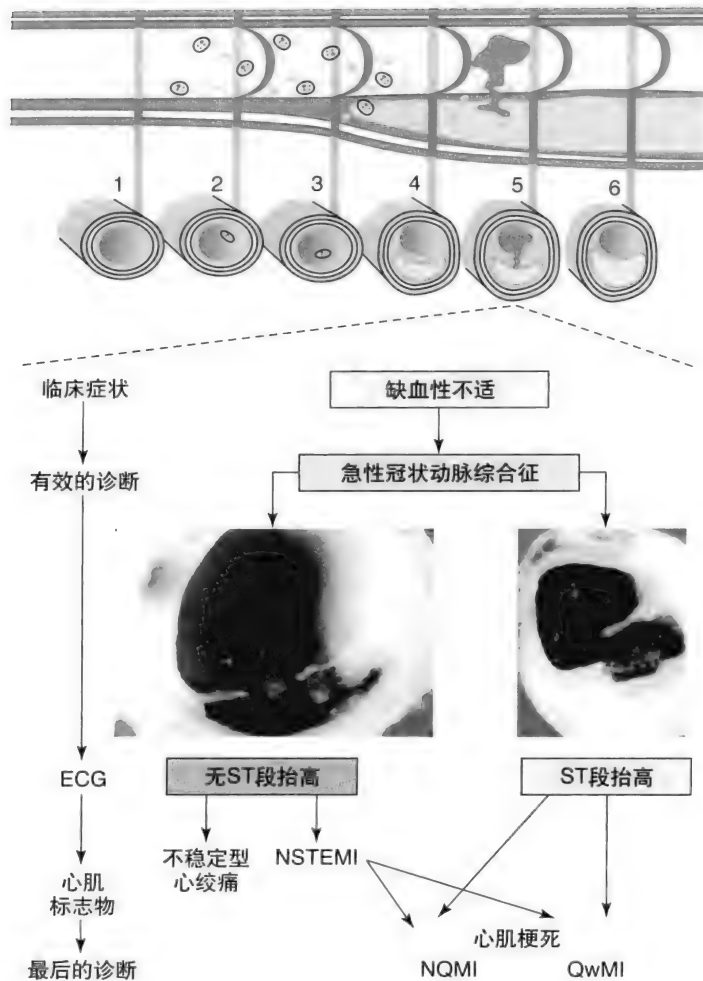 1
2
3
4
5
6
临床症状
缺血性不适
有效的诊断
急性冠状动脉综合征
ECG
无ST段抬高
ST段抬高
不稳定型
心绞痛
NSTEMI
心肌
标志物
心肌梗死
最后的诊断
NQMI
QwMI